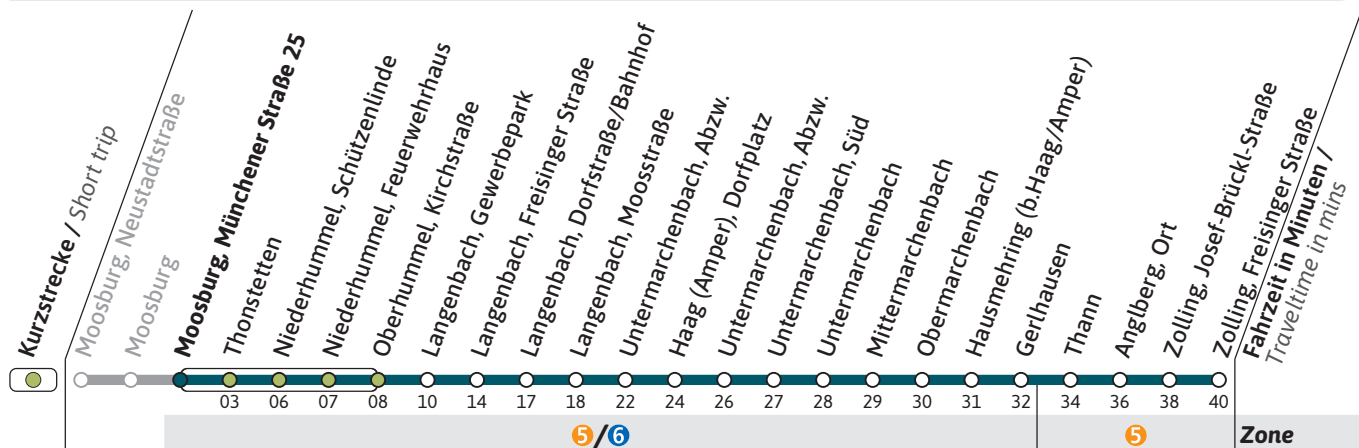 Kurzstrecke / Short trip
Moosburg, Neustadtstraße
Moosburg
Moosburg, Münchener Straße 25
Thonstetten
Niederhummel, Schützenlinde
Niederhummel, Feuerwehrhaus
Oberhummel, Kirchstraße
Langenbach, Gewerbepark
Langenbach, Freisinger Straße
Langenbach, Dorfstraße/Bahnhof
Langenbach, Moosstraße
Untermarchenbach, Abzw.
Haag (Amper), Dorfplatz
Untermarchenbach, Abzw.
Untermarchenbach, Süd
Untermarchenbach
Mittermarchenbach
Obermarchenbach
Hausmehring (b.Haag/Amper)
Gerlhausen
Thann
Anglberg, Ort
Zolling, Josef-Brückl-Straße
Zolling, Freisinger Straße
Fahrzeit in Minuten /
Traveltime in mins
03 06 07 08 10 14 17 18 22 24 26 27 28 29 30 31 32 34 36 38 40
5/6 5 Zone